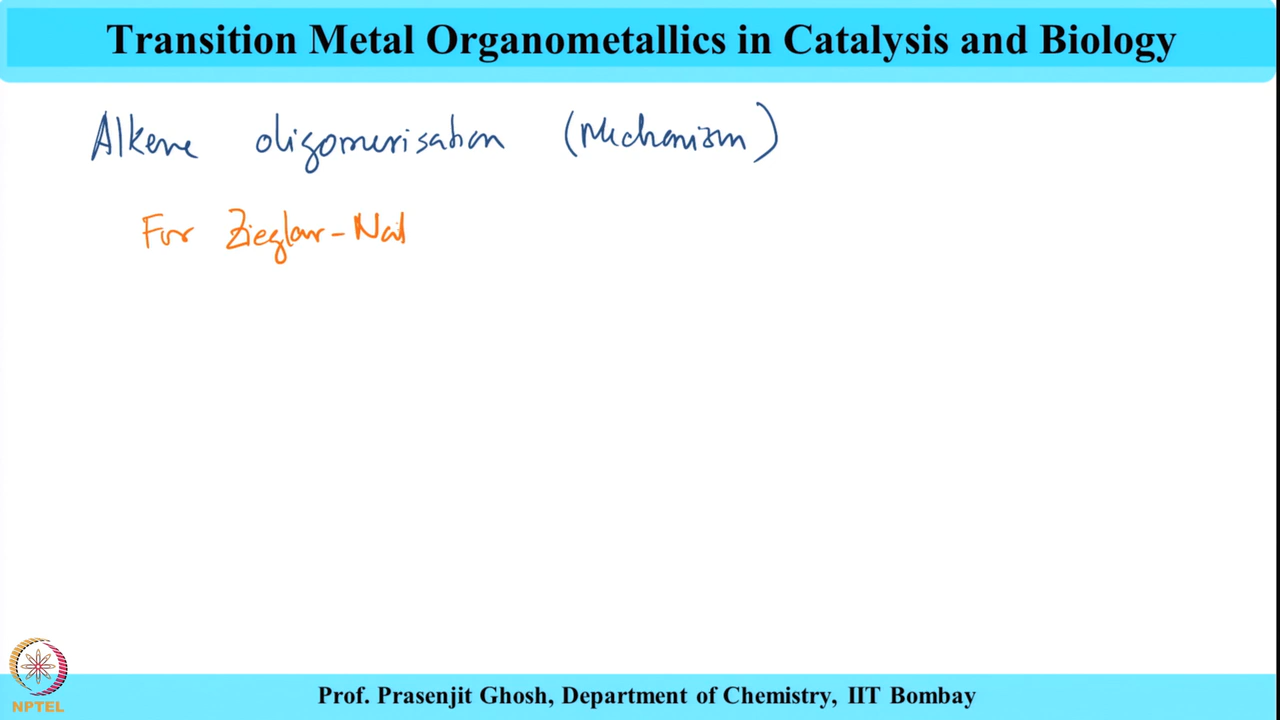 Transition Metal Organometallics in Catalysis and Biology
Alkene oligomerisation (Mechanism)
For Zieglar-Nat
NPTEL
Prof. Prasenjit Ghosh, Department of Chemistry, IIT Bombay